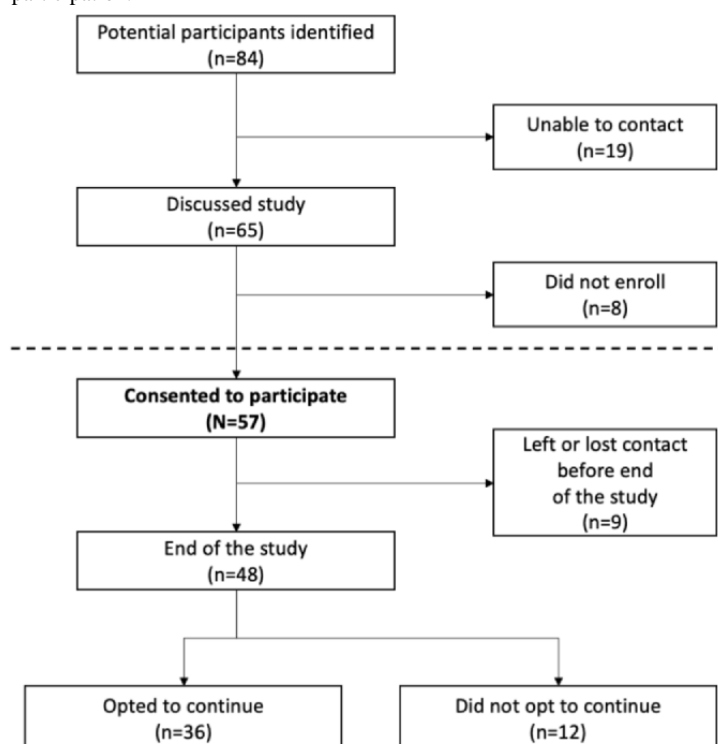 Potential participants identified
(n=84)
Unable to contact
(n=19)
Discussed study
(n=65)
Did not enroll
(n=8)
Consented to participate
(N=57)
Left or lost contact
before end
of the study
(n=9)
End of the study
(n=48)
Opted to continue
(n=36)
Did not opt to continue
(n=12)